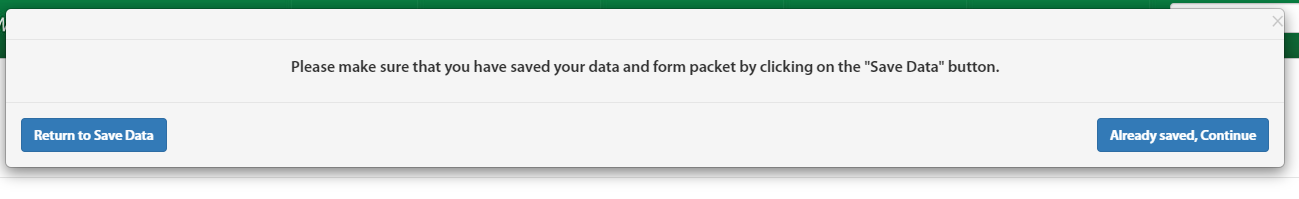 Please make sure that you have saved your data and form packet by clicking on the "Save Data" button.
Return to Save Data
Already saved, Continue